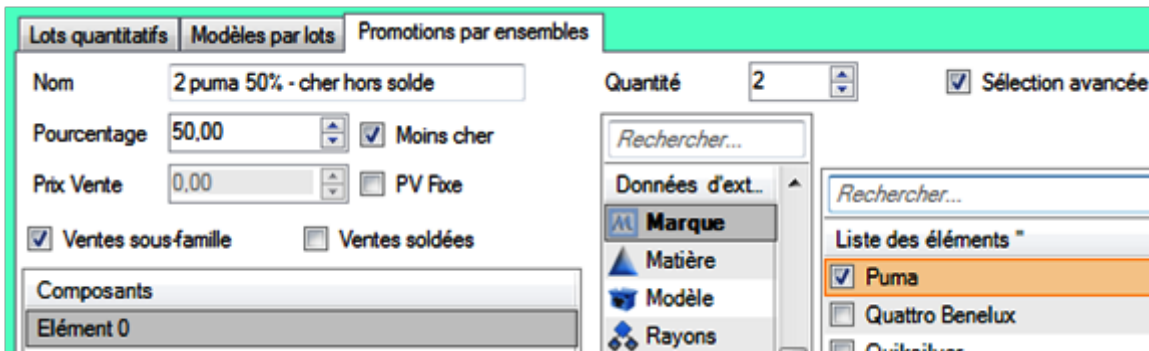 Lots quantitatifs Modèles par lots Promotions par ensembles
Nom 2 puma 50% - cher hors solde Quantité 2 Sélection avancée
Pourcentage 50,00 Moins cher
Rechercher...
Prix Vente 0,00 PV Fixe
Données d'ext...
Rechercher...
Marque
Ventes sous-famille Ventes soldées
Liste des éléments "
Matière
Puma
Composants
Modèle
Quattro Benelux
Elément 0
Rayons